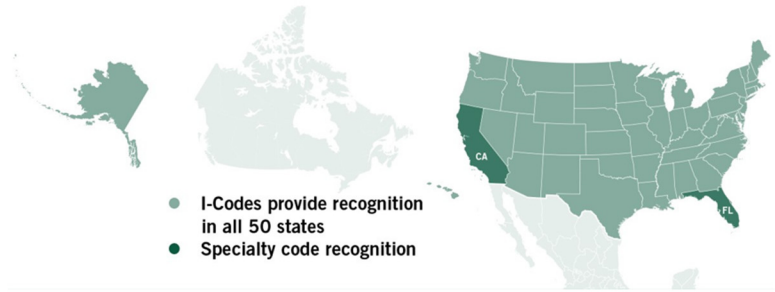 CA
I-Codes provide recognition
in all 50 states
FL
Specialty code recognition